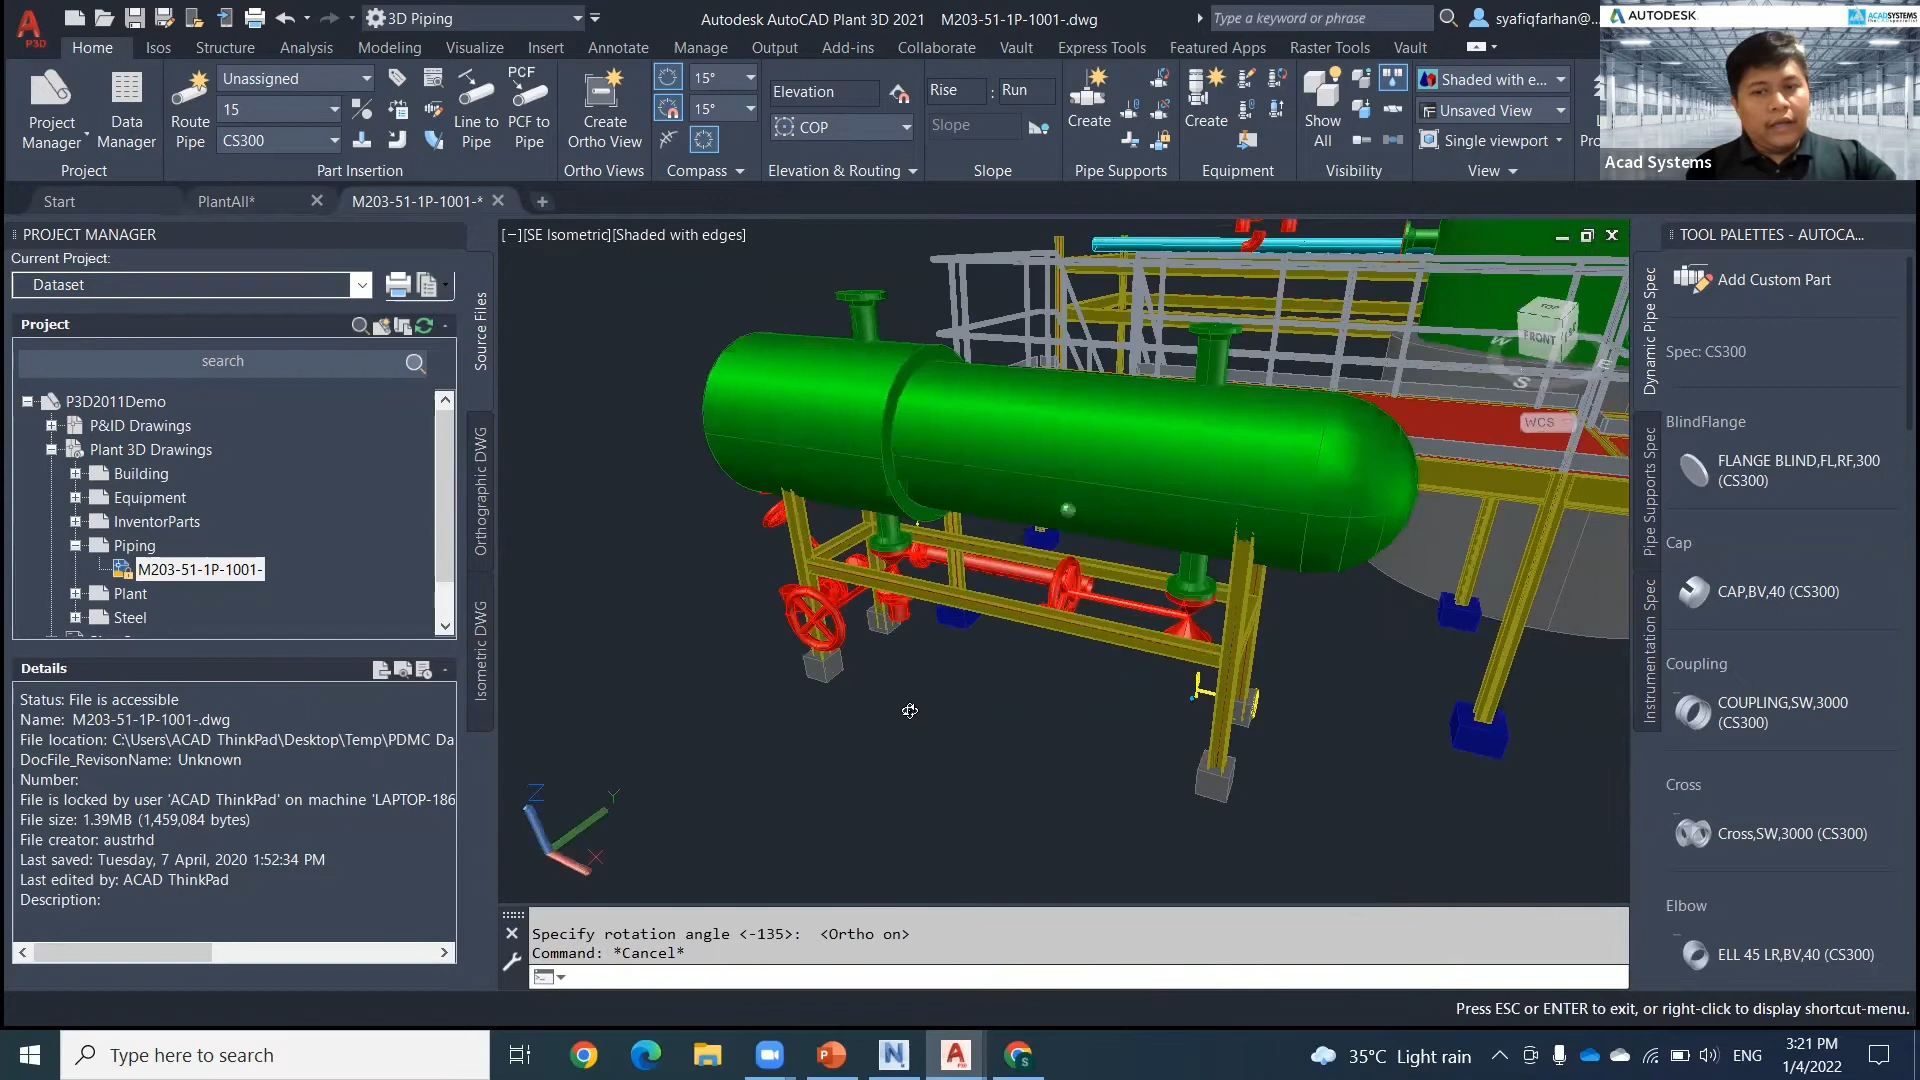 3D Piping
Autodesk AutoCAD Plant 3D 2021 M203-51-1P-1001-.dwg
Type a keyword or phrase
syafiqfarhan@...
AUTODESK
ACADSYSTEMS
P3D
Home
Isos
Structure
Analysis
Modeling
Visualize
Insert
Annotate
Manage
Output
Add-ins
Collaborate
Vault
Express Tools
Featured Apps
Raster Tools
Vault
Project Manager
Data Manager
Route Pipe
Unassigned
15
CS300
Line to Pipe
PCF
PCF to Pipe
Create Ortho View
15°
15°
Elevation
COP
Rise : Run
Slope
Create
Create
Show All
Shaded with e...
Unsaved View
Single viewport
Project
Part Insertion
Ortho Views
Compass
Elevation & Routing
Slope
Pipe Supports
Equipment
Visibility
View
Acad Systems
Start
PlantAll*
M203-51-1P-1001-*
PROJECT MANAGER
Current Project:
Dataset
Project
search
P3D2011Demo
P&ID Drawings
Plant 3D Drawings
Building
Equipment
InventorParts
Piping
M203-51-1P-1001-
Plant
Steel
Source Files
Orthographic DWG
Isometric DWG
Details
Status: File is accessible
Name: M203-51-1P-1001-.dwg
File location: C:\Users\ACAD ThinkPad\Desktop\Temp\PDMC Da
DocFile_RevisonName: Unknown
Number:
File is locked by user 'ACAD ThinkPad' on machine 'LAPTOP-186
File size: 1.39MB (1,459,084 bytes)
File creator: austrhd
Last saved: Tuesday, 7 April, 2020 1:52:34 PM
Last edited by: ACAD ThinkPad
Description:
[−][SE Isometric][Shaded with edges]
TOP
FRONT
W
S
E
WCS
Z
Y
X
Specify rotation angle <-135>: <Ortho on>
Command: *Cancel*
TOOL PALETTES - AUTOCA...
Dynamic Pipe Spec
Pipe Supports Spec
Instrumentation Spec
Add Custom Part
Spec: CS300
BlindFlange
FLANGE BLIND,FL,RF,300 (CS300)
Cap
CAP,BV,40 (CS300)
Coupling
COUPLING,SW,3000 (CS300)
Cross
Cross,SW,3000 (CS300)
Elbow
ELL 45 LR,BV,40 (CS300)
Press ESC or ENTER to exit, or right-click to display shortcut-menu.
Type here to search
35°C Light rain
ENG
3:21 PM
1/4/2022